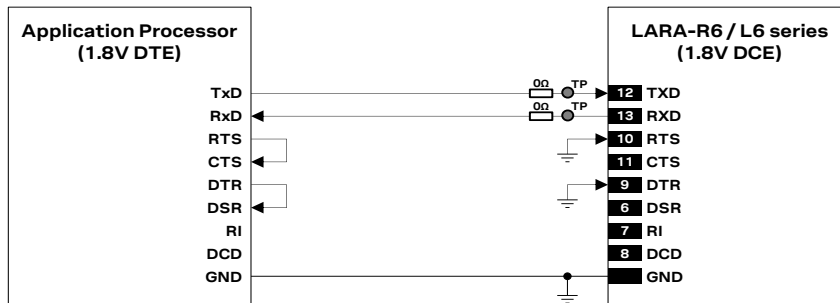 Application Processor
(1.8V DTE)
LARA-R6 / L6 series
(1.8V DCE)
TxD 0Ω TP 12 TXD
RxD 0Ω TP 13 RXD
RTS 10 RTS
CTS 11 CTS
DTR 9 DTR
DSR 6 DSR
RI 7 RI
DCD 8 DCD
GND GND